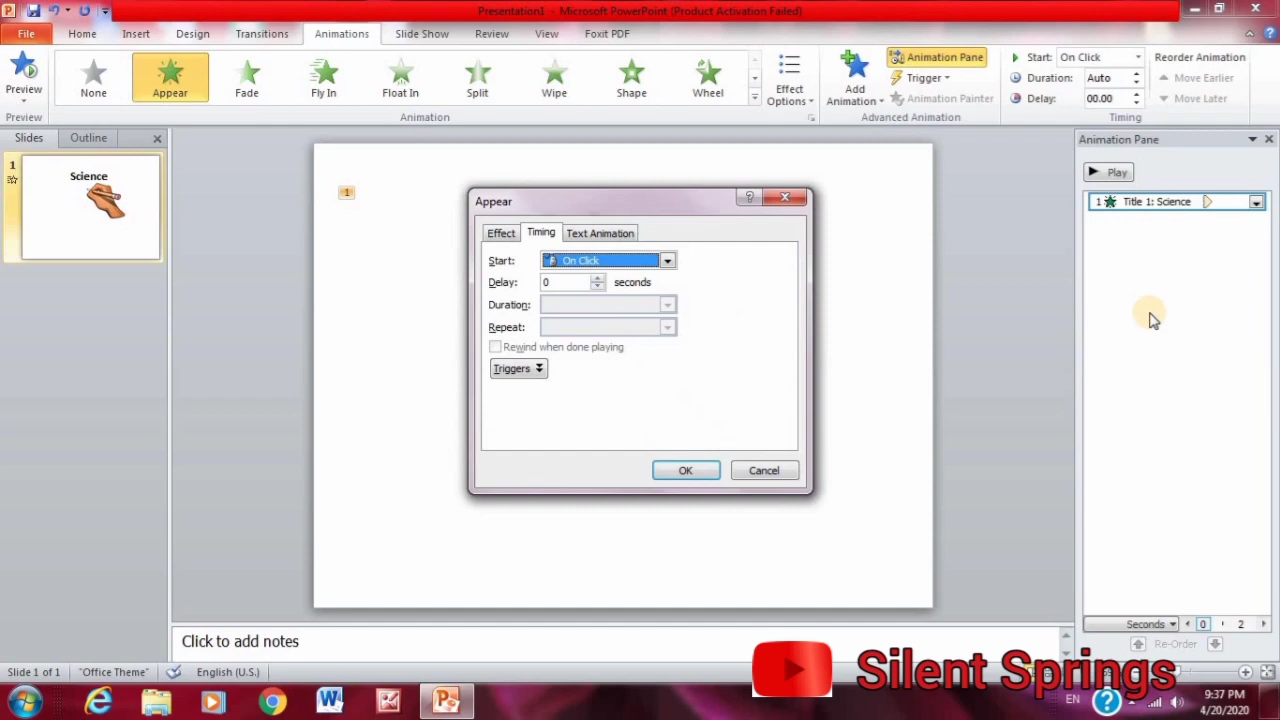 Presentation1 - Microsoft PowerPoint (Product Activation Failed)
File Home Insert Design Transitions Animations Slide Show Review View Foxit PDF
Preview
None Appear Fade Fly In Float In Split Wipe Shape Wheel
Effect Options
Add Animation
Animation Pane
Trigger
Animation Painter
Start: On Click
Duration: Auto
Delay: 00.00
Reorder Animation
Move Earlier
Move Later
Preview Animation Advanced Animation Timing
Slides Outline
1
Science
1
Appear
Effect Timing Text Animation
Start: On Click
Delay: 0 seconds
Duration:
Repeat:
Rewind when done playing
Triggers
OK Cancel
Animation Pane
Play
1 Title 1: Science
Seconds 0 2
Re-Order
Click to add notes
Slide 1 of 1 "Office Theme" English (U.S.)
Silent Springs
EN
9:37 PM
4/20/2020